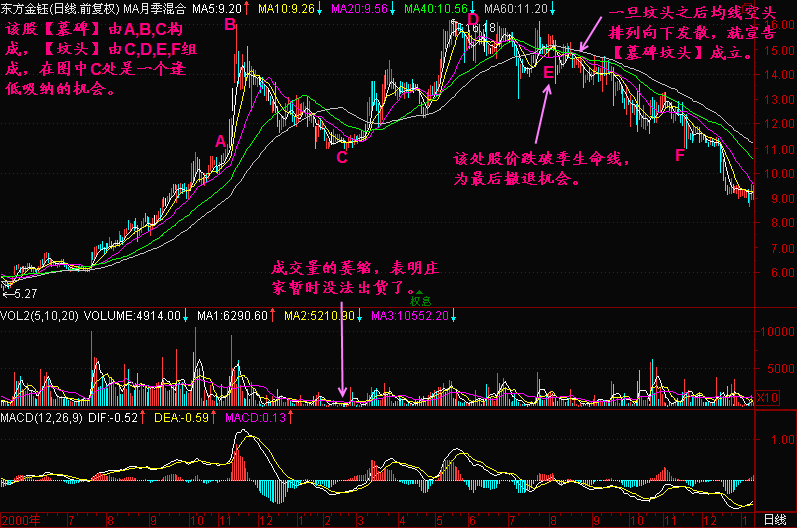 东方金钰(日线.前复权) MA月季混合 MA5:9.20↑ MA10:9.26↓ MA20:9.56↓ MA40:10.56↓ MA60:11.20↓
该股【墓碑】由A,B,C构
成，【坟头】由C,D,E,F组
成，在图中C处是一个逢
低吸纳的机会。
一旦坟头之后均线空头
排列向下发散，就宣告
【墓碑坟头】成立。
B
D
16.18
E
A
C
F
该处股价跌破季生命线，
为最后撤退机会。
成交量的萎缩，表明庄
家暂时没法出货了。
←5.27
权息
16.00
15.00
14.00
13.00
12.00
11.00
10.00
9.00
8.00
7.00
6.00
VOL2(5,10,20) VOLUME:4914.00↓ MA1:6290.60↑ MA2:5210.90↓ MA3:10552.20↓
10000
5000
X10
MACD(12,26,9) DIF:-0.52↑ DEA:-0.59↑ MACD:0.13↑
1.00
0.00
2000年 7 8 9 10 11 12 1 2 3 4 5 6 7 8 9 10 11 12 1 日线